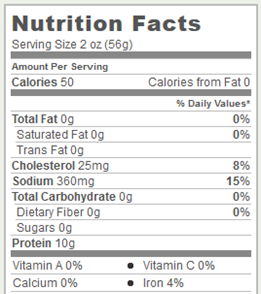 Nutrition Facts
Serving Size 2 oz (56g)
Amount Per Serving
Calories 50 Calories from Fat 0
% Daily Values*
Total Fat 0g 0%
Saturated Fat 0g 0%
Trans Fat 0g
Cholesterol 25mg 8%
Sodium 360mg 15%
Total Carbohydrate 0g 0%
Dietary Fiber 0g 0%
Sugars 0g
Protein 10g
Vitamin A 0% • Vitamin C 0%
Calcium 0% • Iron 4%